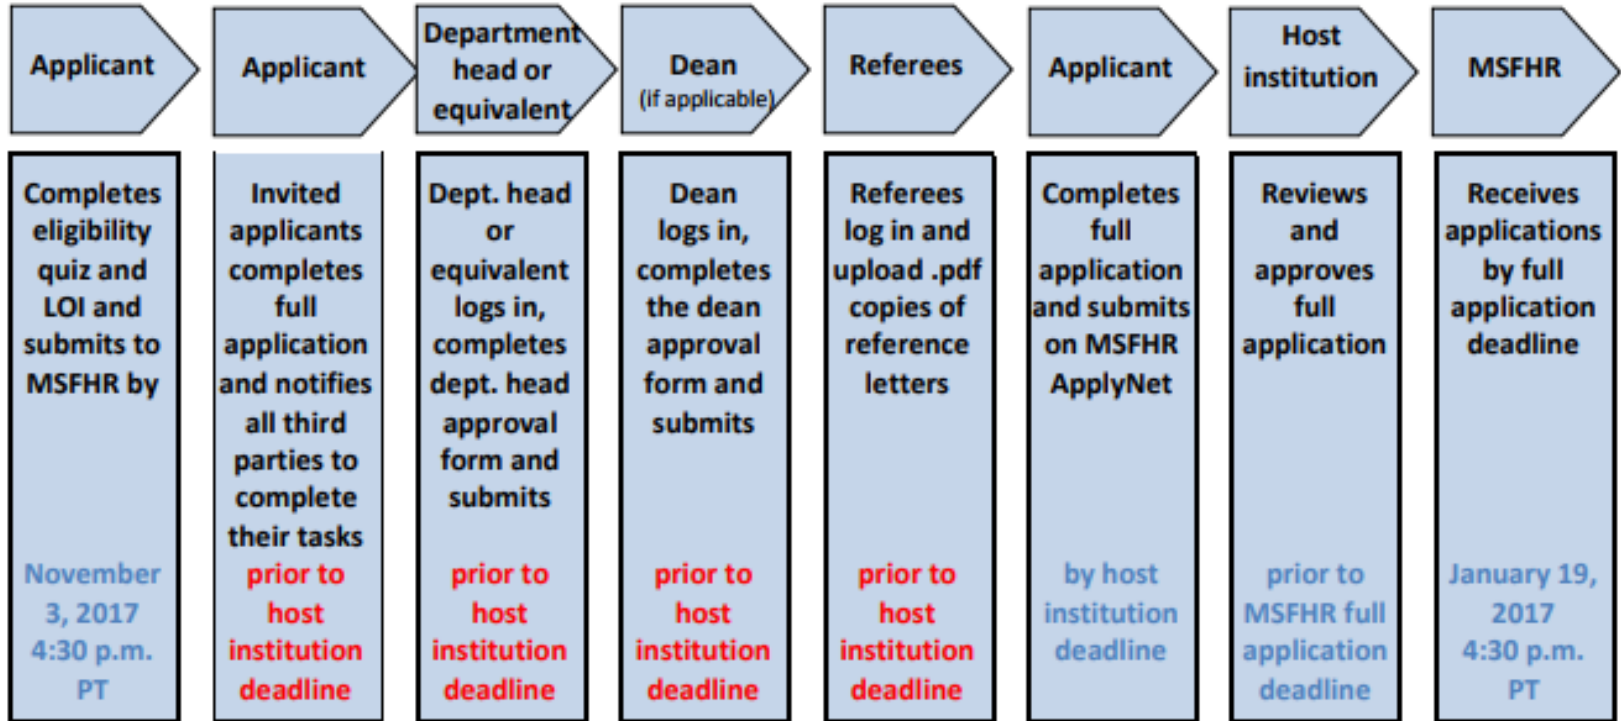 Applicant
Applicant
Department
head or
equivalent
Dean
(if applicable)
Referees
Applicant
Host
institution
MSFHR
Completes
eligibility
quiz and
LOI and
submits to
MSFHR by
November
3, 2017
4:30 p.m.
PT
Invited
applicants
completes
full
application
and notifies
all third
parties to
complete
their tasks
prior to
host
institution
deadline
Dept. head
or
equivalent
logs in,
completes
dept. head
approval
form and
submits
prior to
host
institution
deadline
Dean
logs in,
completes
the dean
approval
form and
submits
prior to
host
institution
deadline
Referees
log in and
upload .pdf
copies of
reference
letters
prior to
host
institution
deadline
Completes
full
application
and submits
on MSFHR
ApplyNet
by host
institution
deadline
Reviews
and
approves
full
application
prior to
MSFHR full
application
deadline
Receives
applications
by full
application
deadline
January 19,
2017
4:30 p.m.
PT